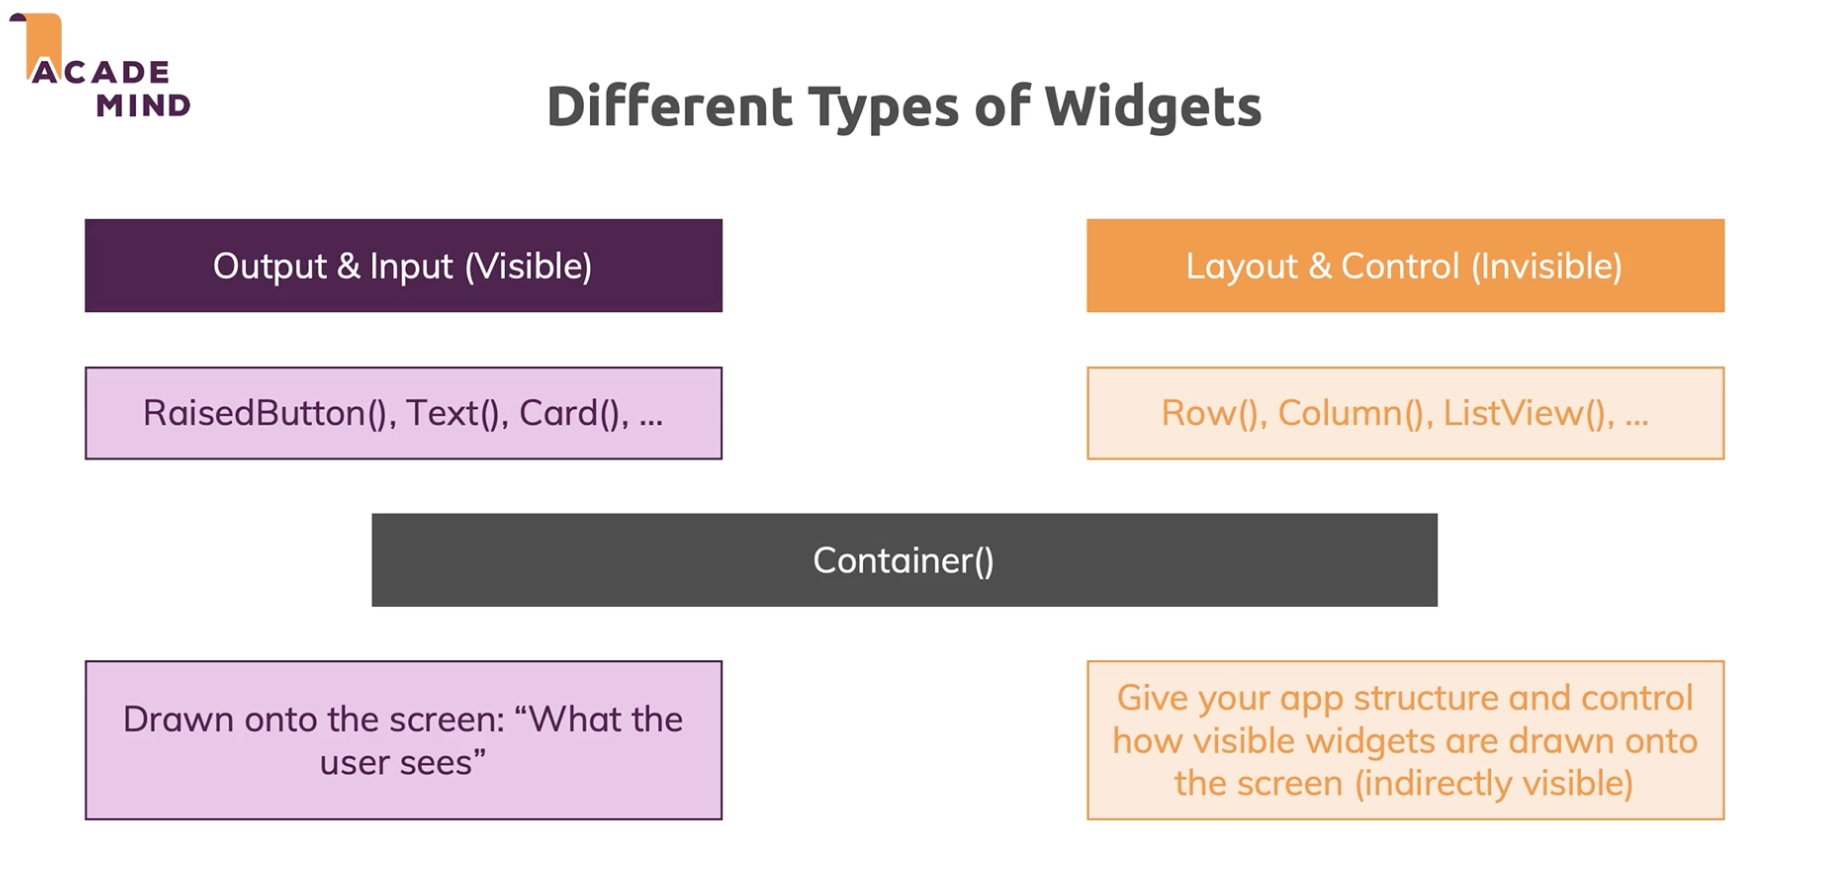 ACADE
MIND
Different Types of Widgets
Output & Input (Visible)
Layout & Control (Invisible)
RaisedButton(), Text(), Card(), ...
Row(), Column(), ListView(), ...
Container()
Drawn onto the screen: “What the
user sees”
Give your app structure and control
how visible widgets are drawn onto
the screen (indirectly visible)